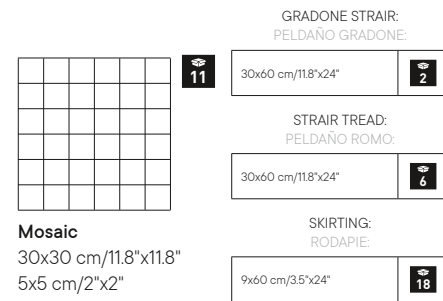 11
Mosaic
30x30 cm/11.8"x11.8"
5x5 cm/2"x2"
GRADONE STRAIR:
PELDAÑO GRADONE:
30x60 cm/11.8"x24" 2
STRAIR TREAD:
PELDAÑO ROMO:
30x60 cm/11.8"x24" 6
SKIRTING:
RODAPIE:
9x60 cm/3.5"x24" 18